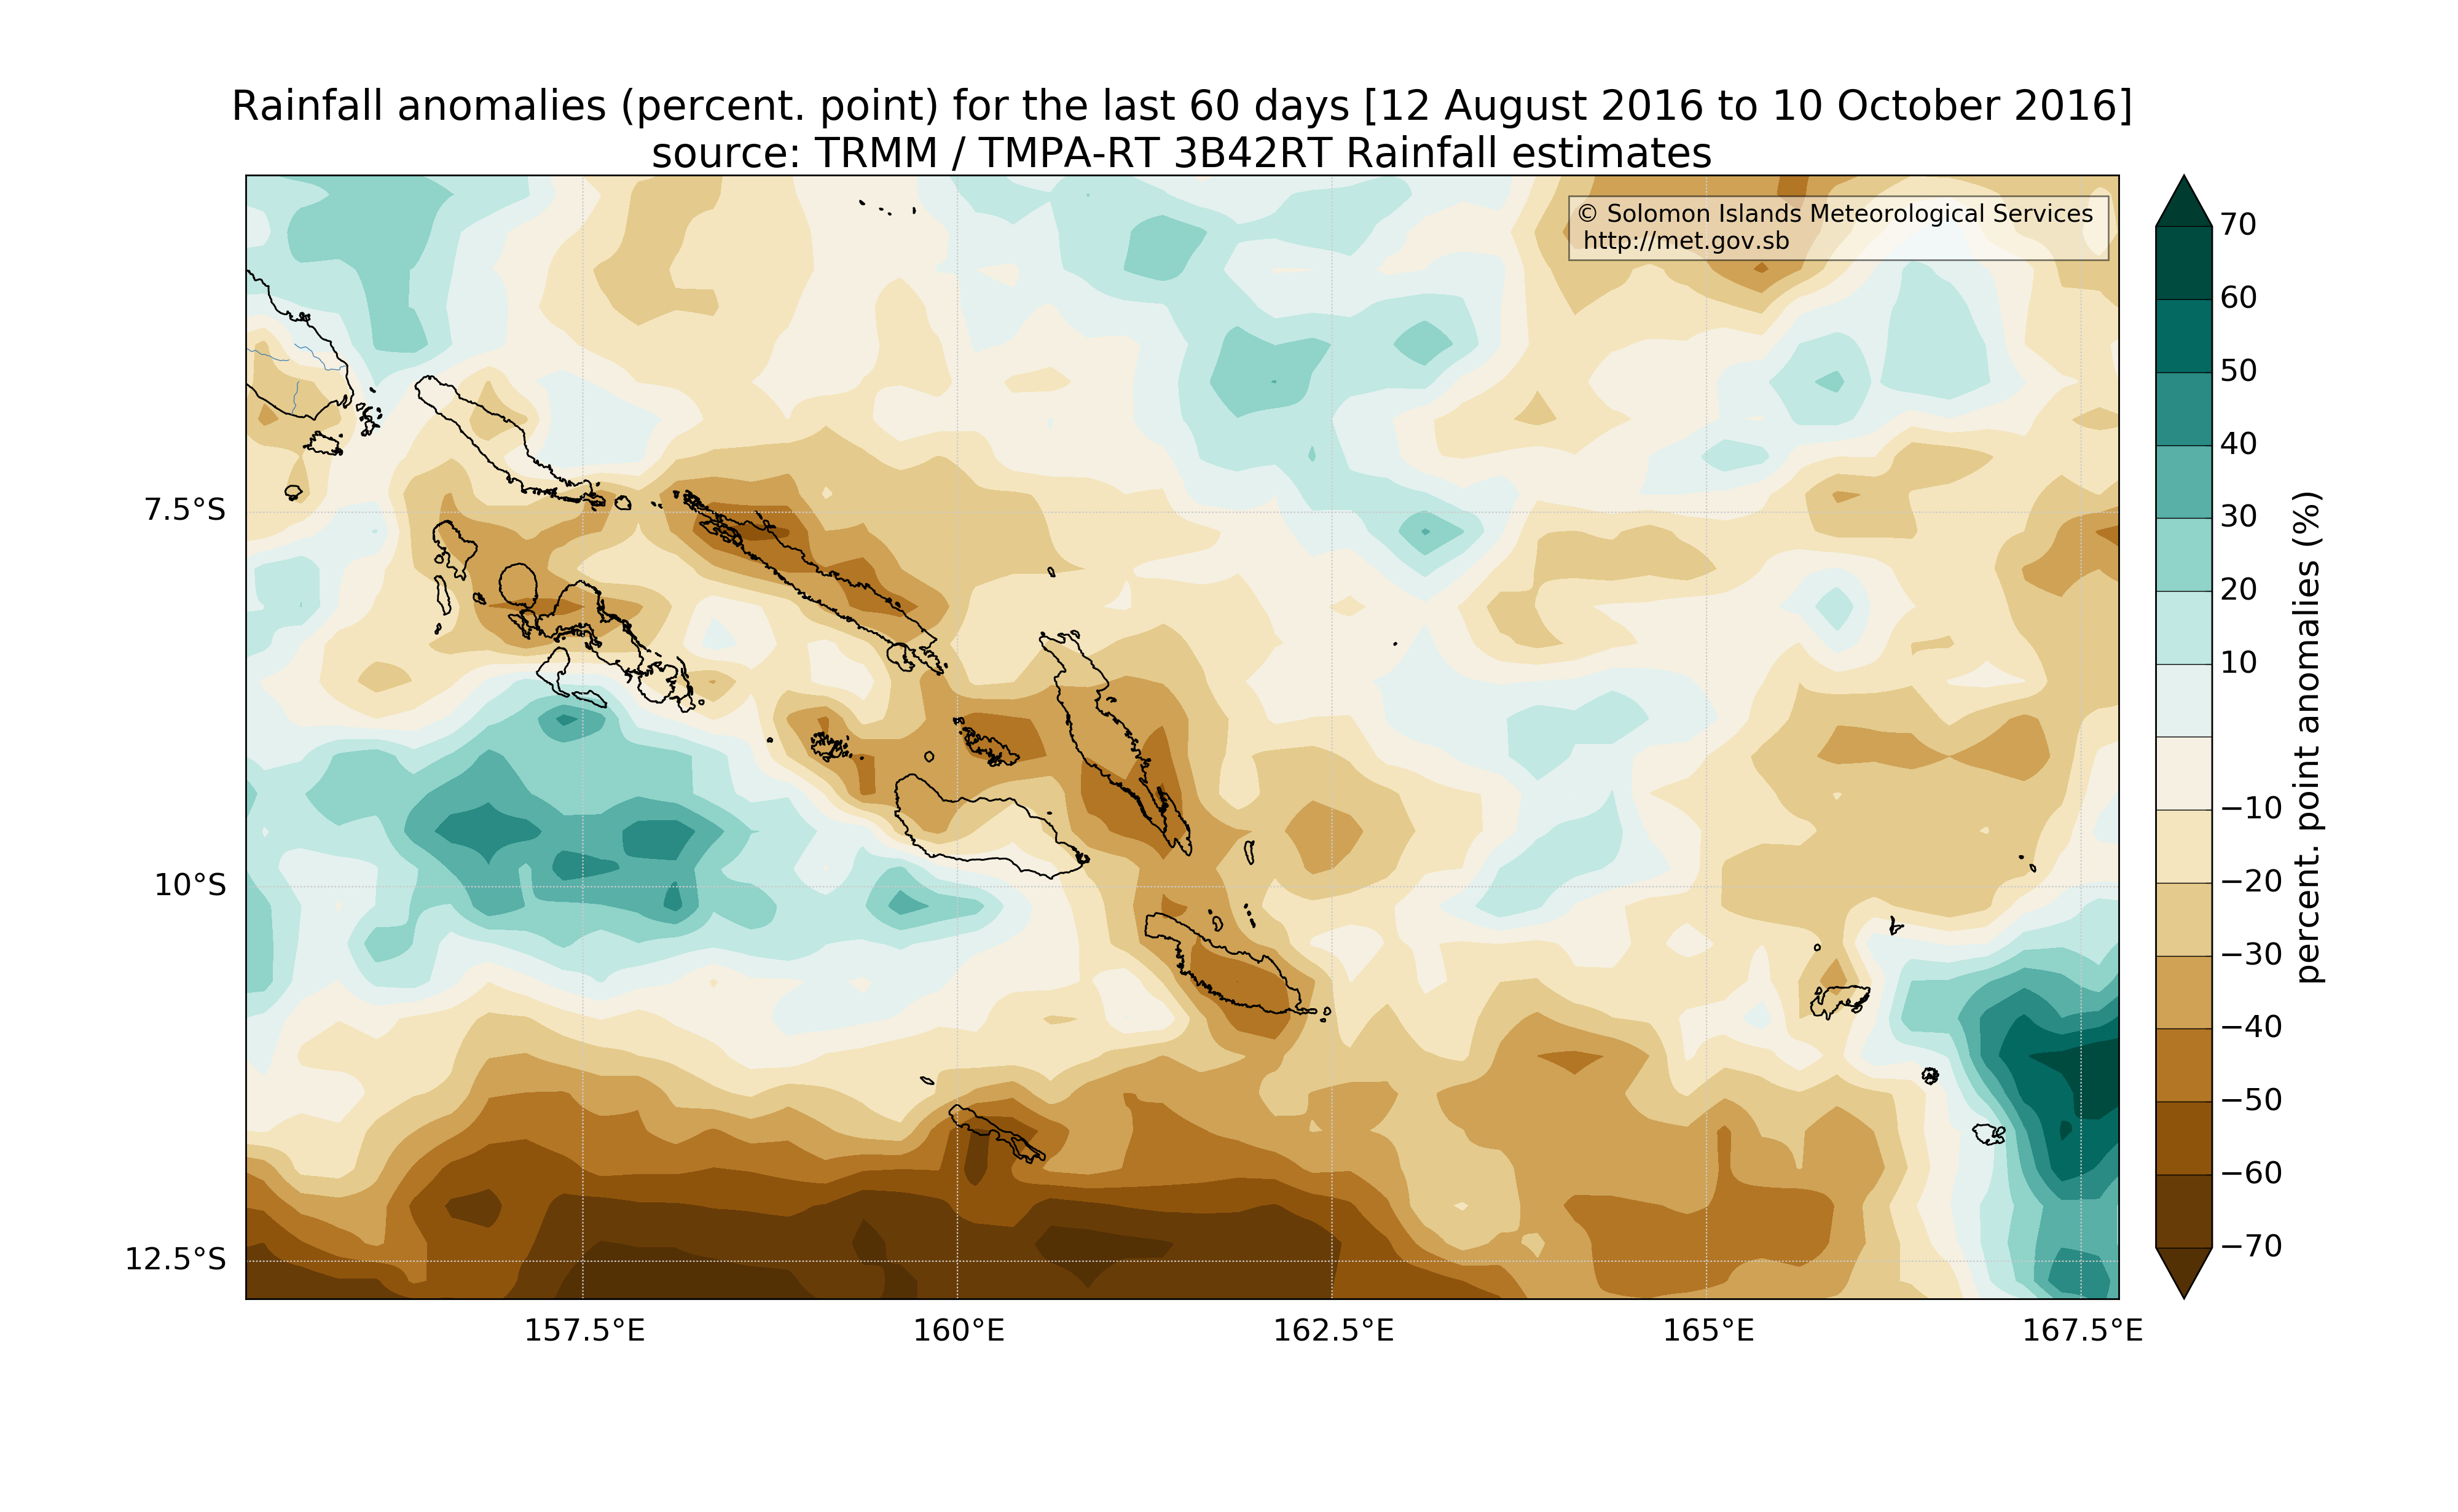 Rainfall anomalies (percent. point) for the last 60 days [12 August 2016 to 10 October 2016]
source: TRMM / TMPA-RT 3B42RT Rainfall estimates
© Solomon Islands Meteorological Services
http://met.gov.sb
7.5°S
10°S
12.5°S
157.5°E
160°E
162.5°E
165°E
167.5°E
70
60
50
40
30
20
10
−10
−20
−30
−40
−50
−60
−70
percent. point anomalies (%)